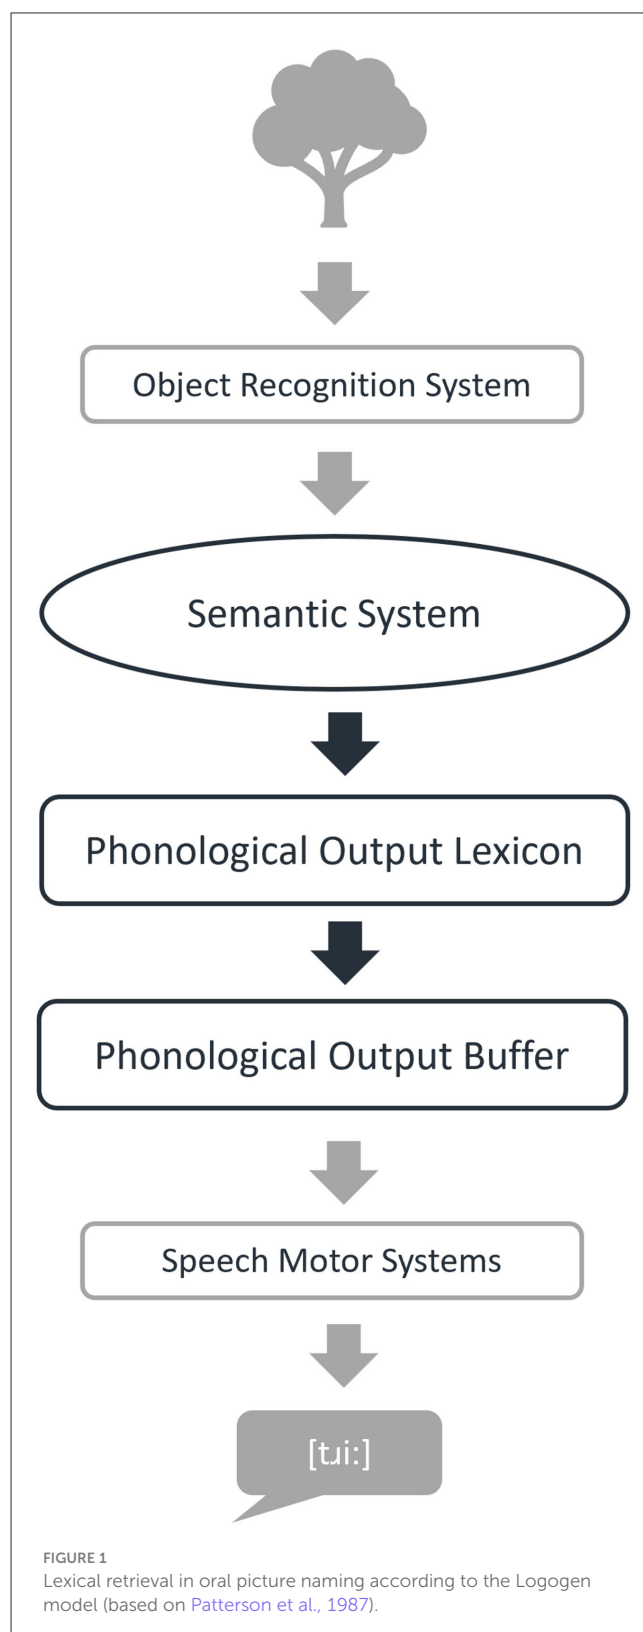 Object Recognition System
Semantic System
Phonological Output Lexicon
Phonological Output Buffer
Speech Motor Systems
[tɹi:]
FIGURE 1
Lexical retrieval in oral picture naming according to the Logogen
model (based on Patterson et al., 1987).